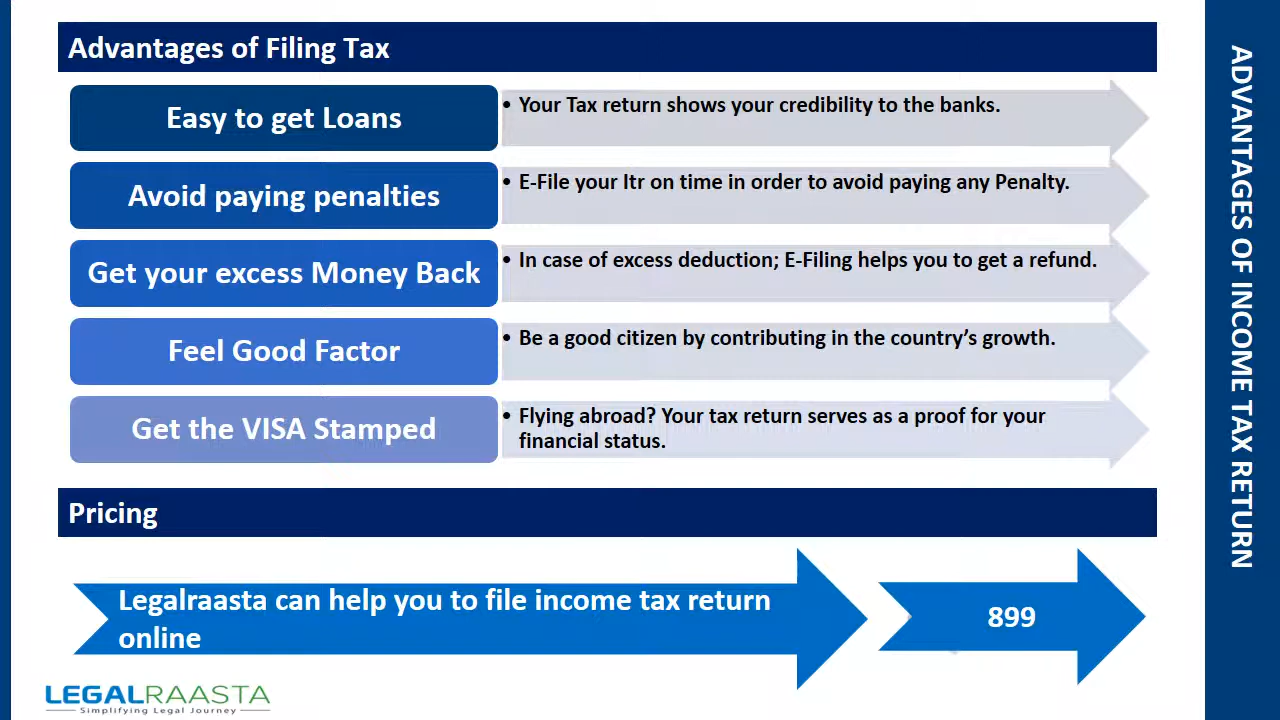 Advantages of Filing Tax
Easy to get Loans
• Your Tax return shows your credibility to the banks.
Avoid paying penalties
• E-File your Itr on time in order to avoid paying any Penalty.
Get your excess Money Back
• In case of excess deduction; E-Filing helps you to get a refund.
Feel Good Factor
• Be a good citizen by contributing in the country’s growth.
Get the VISA Stamped
• Flying abroad? Your tax return serves as a proof for your
financial status.
Pricing
Legalraasta can help you to file income tax return
online
899
LEGALRAASTA
Simplifying Legal Journey
ADVANTAGES OF INCOME TAX RETURN